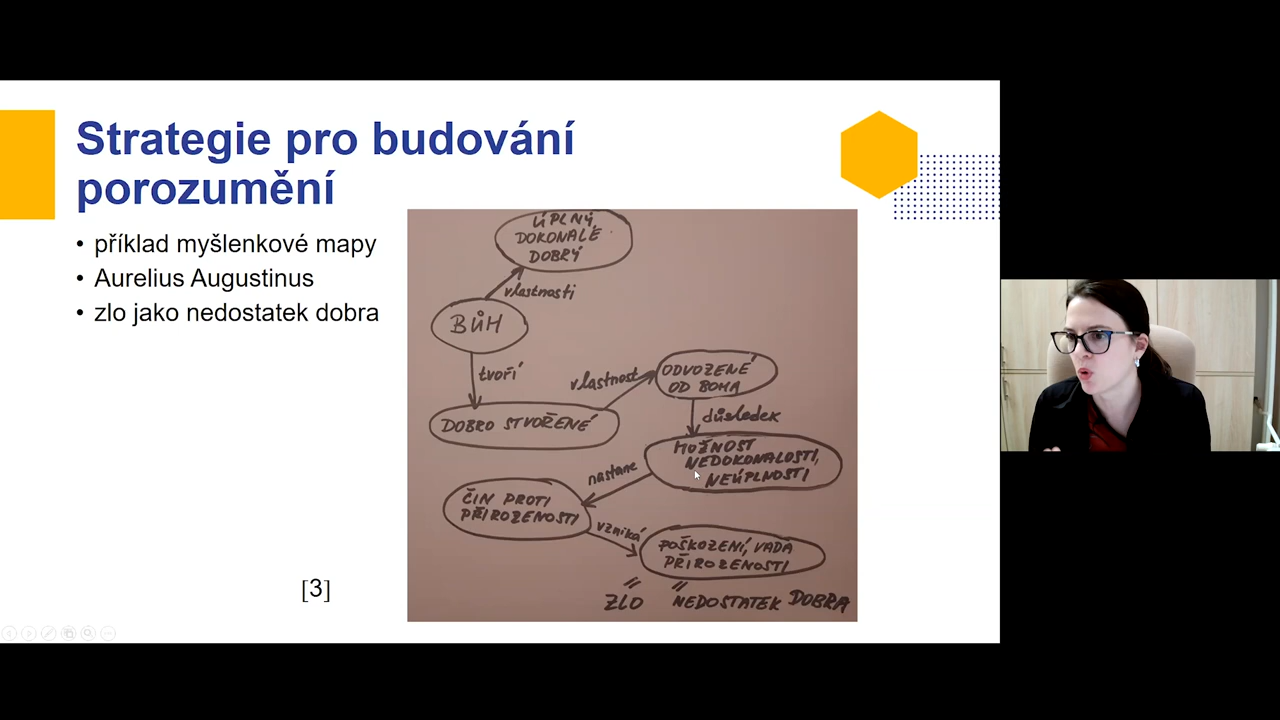 Strategie pro budování
porozumění
• příklad myšlenkové mapy
• Aurelius Augustinus
• zlo jako nedostatek dobra
ÚPLNÝ
DOKONALE
DOBRÝ
vlastnosti
BŮH
tvoří
DOBRO STVOŘENÉ
vlastnost
ODVOZENÉ
OD BOHA
důsledek
MOŽNOST
NEDOKONALOSTI,
NEÚPLNOSTI
nastane
ČIN PROTI
PŘIROZENOSTI
vzniká
POŠKOZENÍ, VADA
PŘIROZENOSTI
ZLO NEDOSTATEK DOBRA
[3]